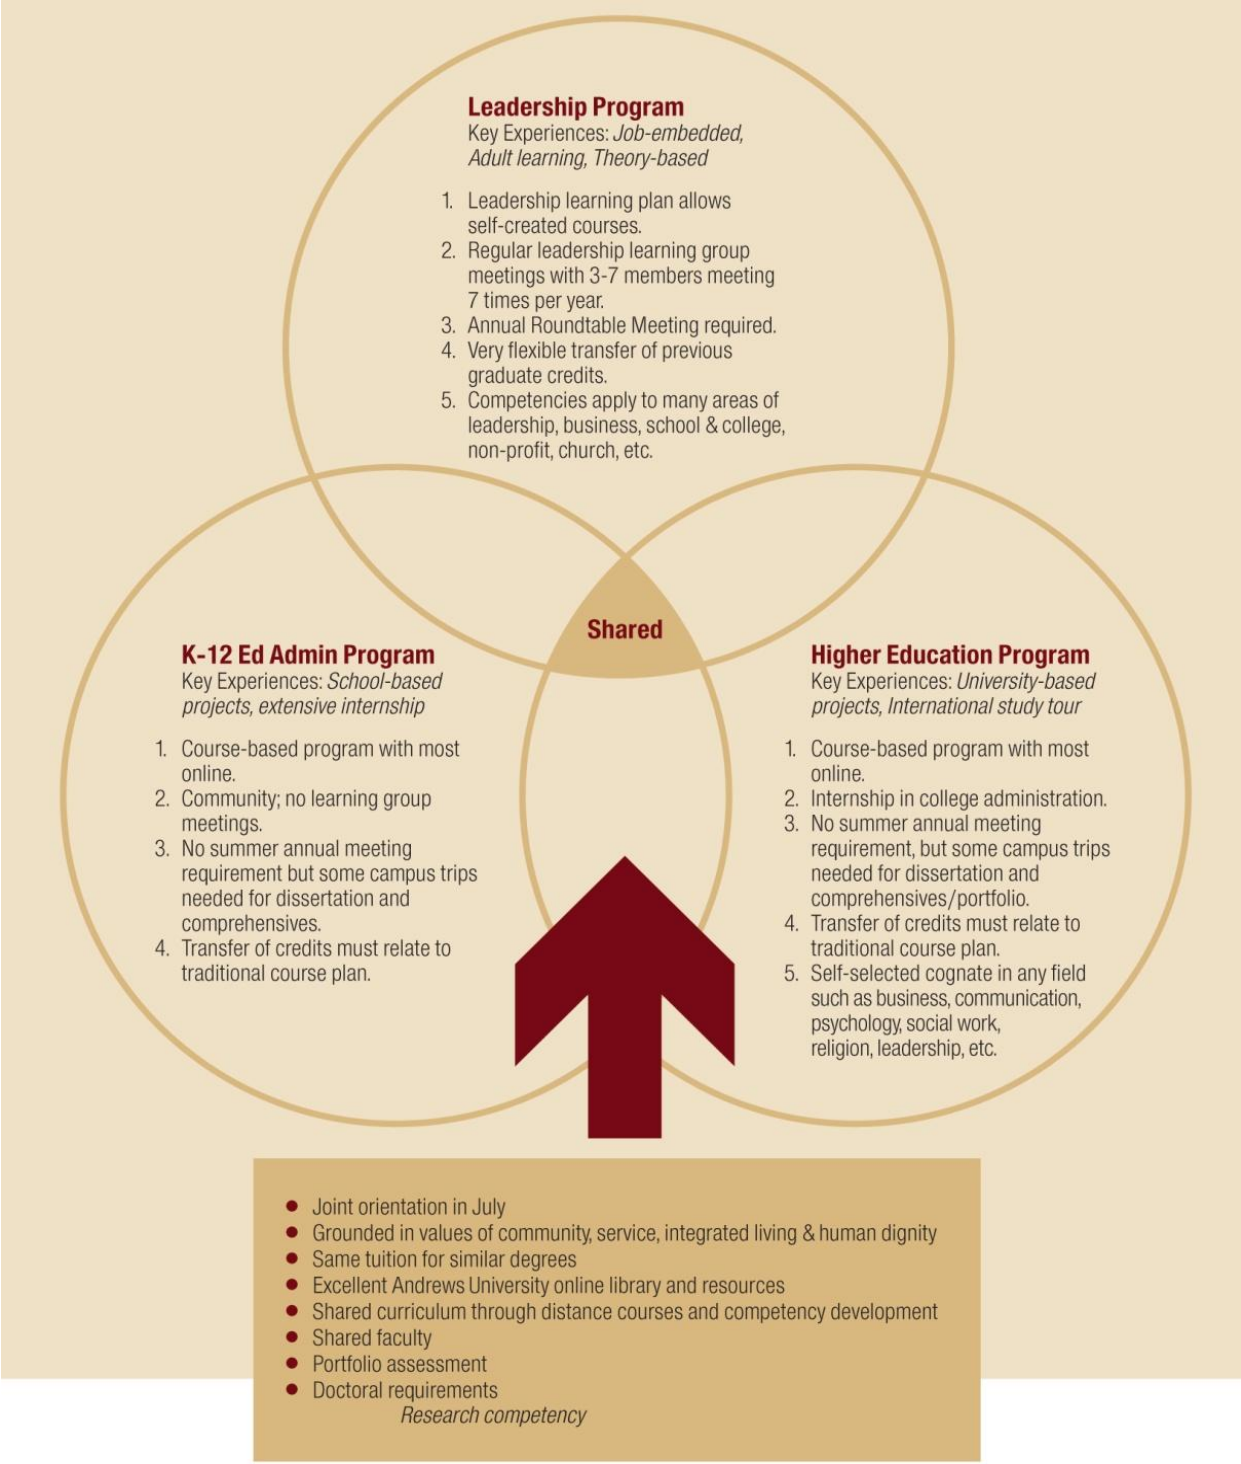 Leadership Program
Key Experiences: Job-embedded,
Adult learning, Theory-based
1. Leadership learning plan allows
self-created courses.
2. Regular leadership learning group
meetings with 3-7 members meeting
7 times per year.
3. Annual Roundtable Meeting required.
4. Very flexible transfer of previous
graduate credits.
5. Competencies apply to many areas of
leadership, business, school & college,
non-profit, church, etc.
Shared
K-12 Ed Admin Program
Key Experiences: School-based
projects, extensive internship
1. Course-based program with most
online.
2. Community; no learning group
meetings.
3. No summer annual meeting
requirement but some campus trips
needed for dissertation and
comprehensives.
4. Transfer of credits must relate to
traditional course plan.
Higher Education Program
Key Experiences: University-based
projects, International study tour
1. Course-based program with most
online.
2. Internship in college administration.
3. No summer annual meeting
requirement, but some campus trips
needed for dissertation and
comprehensives/portfolio.
4. Transfer of credits must relate to
traditional course plan.
5. Self-selected cognate in any field
such as business, communication,
psychology, social work,
religion, leadership, etc.
• Joint orientation in July
• Grounded in values of community, service, integrated living & human dignity
• Same tuition for similar degrees
• Excellent Andrews University online library and resources
• Shared curriculum through distance courses and competency development
• Shared faculty
• Portfolio assessment
• Doctoral requirements
Research competency